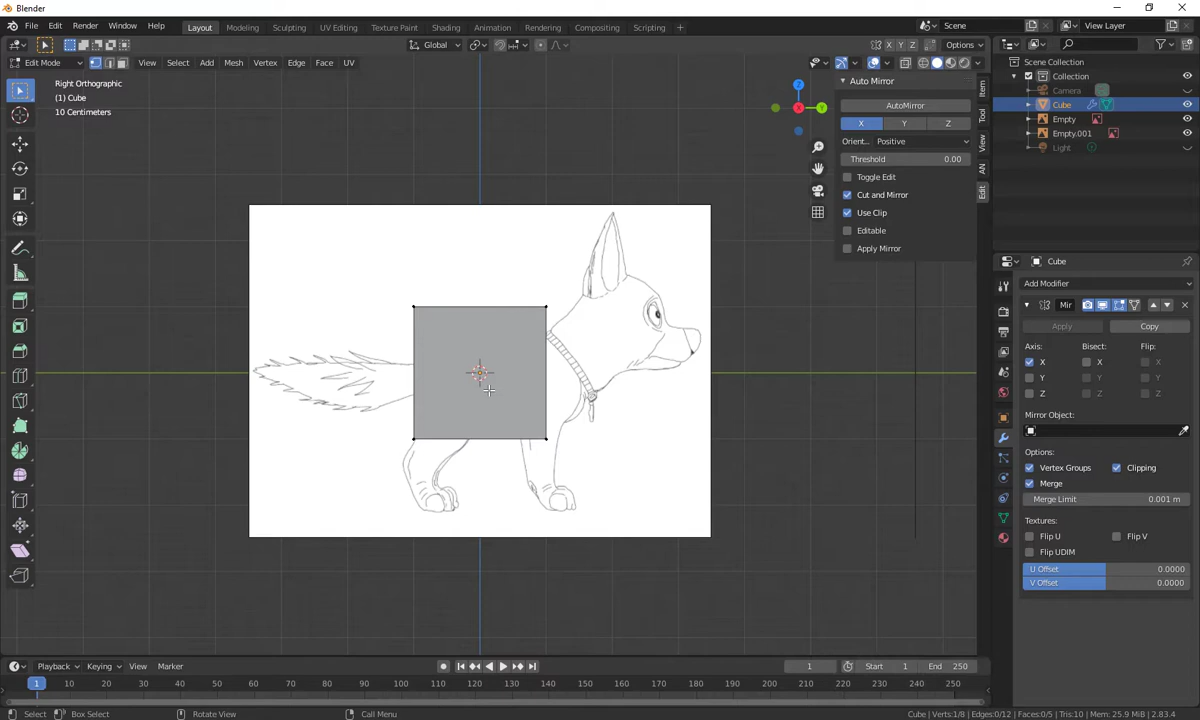 Blender
File Edit Render Window Help Layout Modeling Sculpting UV Editing Texture Paint Shading Animation Rendering Compositing Scripting + Scene View Layer
Global X Y Z Options
Edit Mode View Select Add Mesh Vertex Edge Face UV
Right Orthographic
(1) Cube
10 Centimeters
Z
X
Y
Auto Mirror
AutoMirror
X Y Z
Orient.. Positive
Threshold 0.00
Toggle Edit
Cut and Mirror
Use Clip
Editable
Apply Mirror
Item
Tool
View
AN
Edit
Scene Collection
Collection
Camera
Cube
Empty
Empty.001
Light
Cube
Add Modifier
Mir
Apply Copy
Axis: Bisect: Flip:
X X X
Y Y Y
Z Z Z
Mirror Object:
Options:
Vertex Groups Clipping
Merge
Merge Limit 0.001 m
Textures:
Flip U Flip V
Flip UDIM
U Offset 0.0000
V Offset 0.0000
Playback Keying View Marker 1 Start 1 End 250
1 10 20 30 40 50 60 70 80 90 100 110 120 130 140 150 160 170 180 190 200 210 220 230 240 250
Select Box Select Rotate View Call Menu Cube | Verts:1/8 | Edges:0/12 | Faces:0/5 | Tris:10 | Mem: 25.9 MiB | 2.83.4